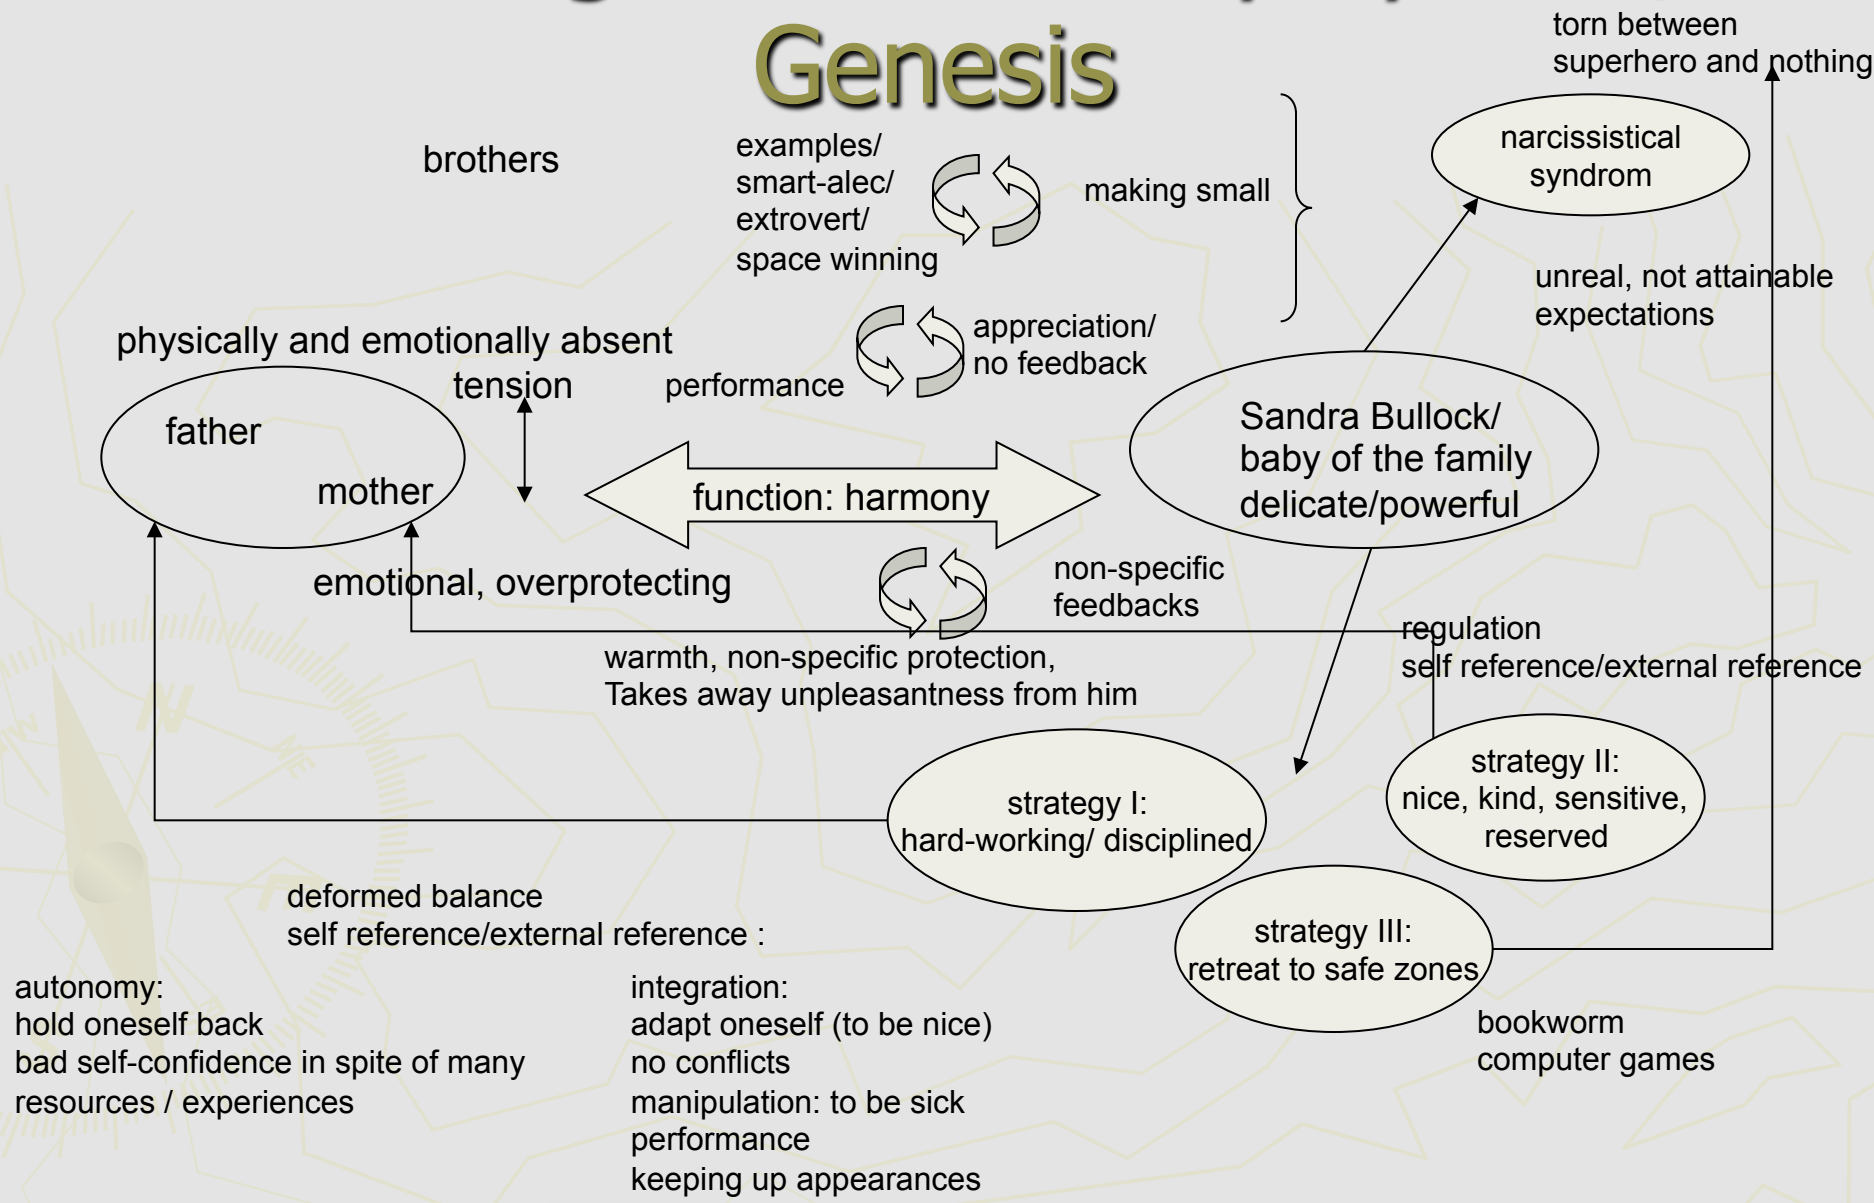 Genesis
torn between
superhero and nothing
narcissistical
syndrom
brothers
examples/
smart-alec/
extrovert/
space winning
making small
unreal, not attainable
expectations
physically and emotionally absent
tension
performance
appreciation/
no feedback
father
mother
function: harmony
Sandra Bullock/
baby of the family
delicate/powerful
emotional, overprotecting
non-specific
feedbacks
warmth, non-specific protection,
Takes away unpleasantness from him
regulation
self reference/external reference
strategy I:
hard-working/ disciplined
strategy II:
nice, kind, sensitive,
reserved
strategy III:
retreat to safe zones
bookworm
computer games
deformed balance
self reference/external reference :
autonomy:
hold oneself back
bad self-confidence in spite of many
resources / experiences
integration:
adapt oneself (to be nice)
no conflicts
manipulation: to be sick
performance
keeping up appearances